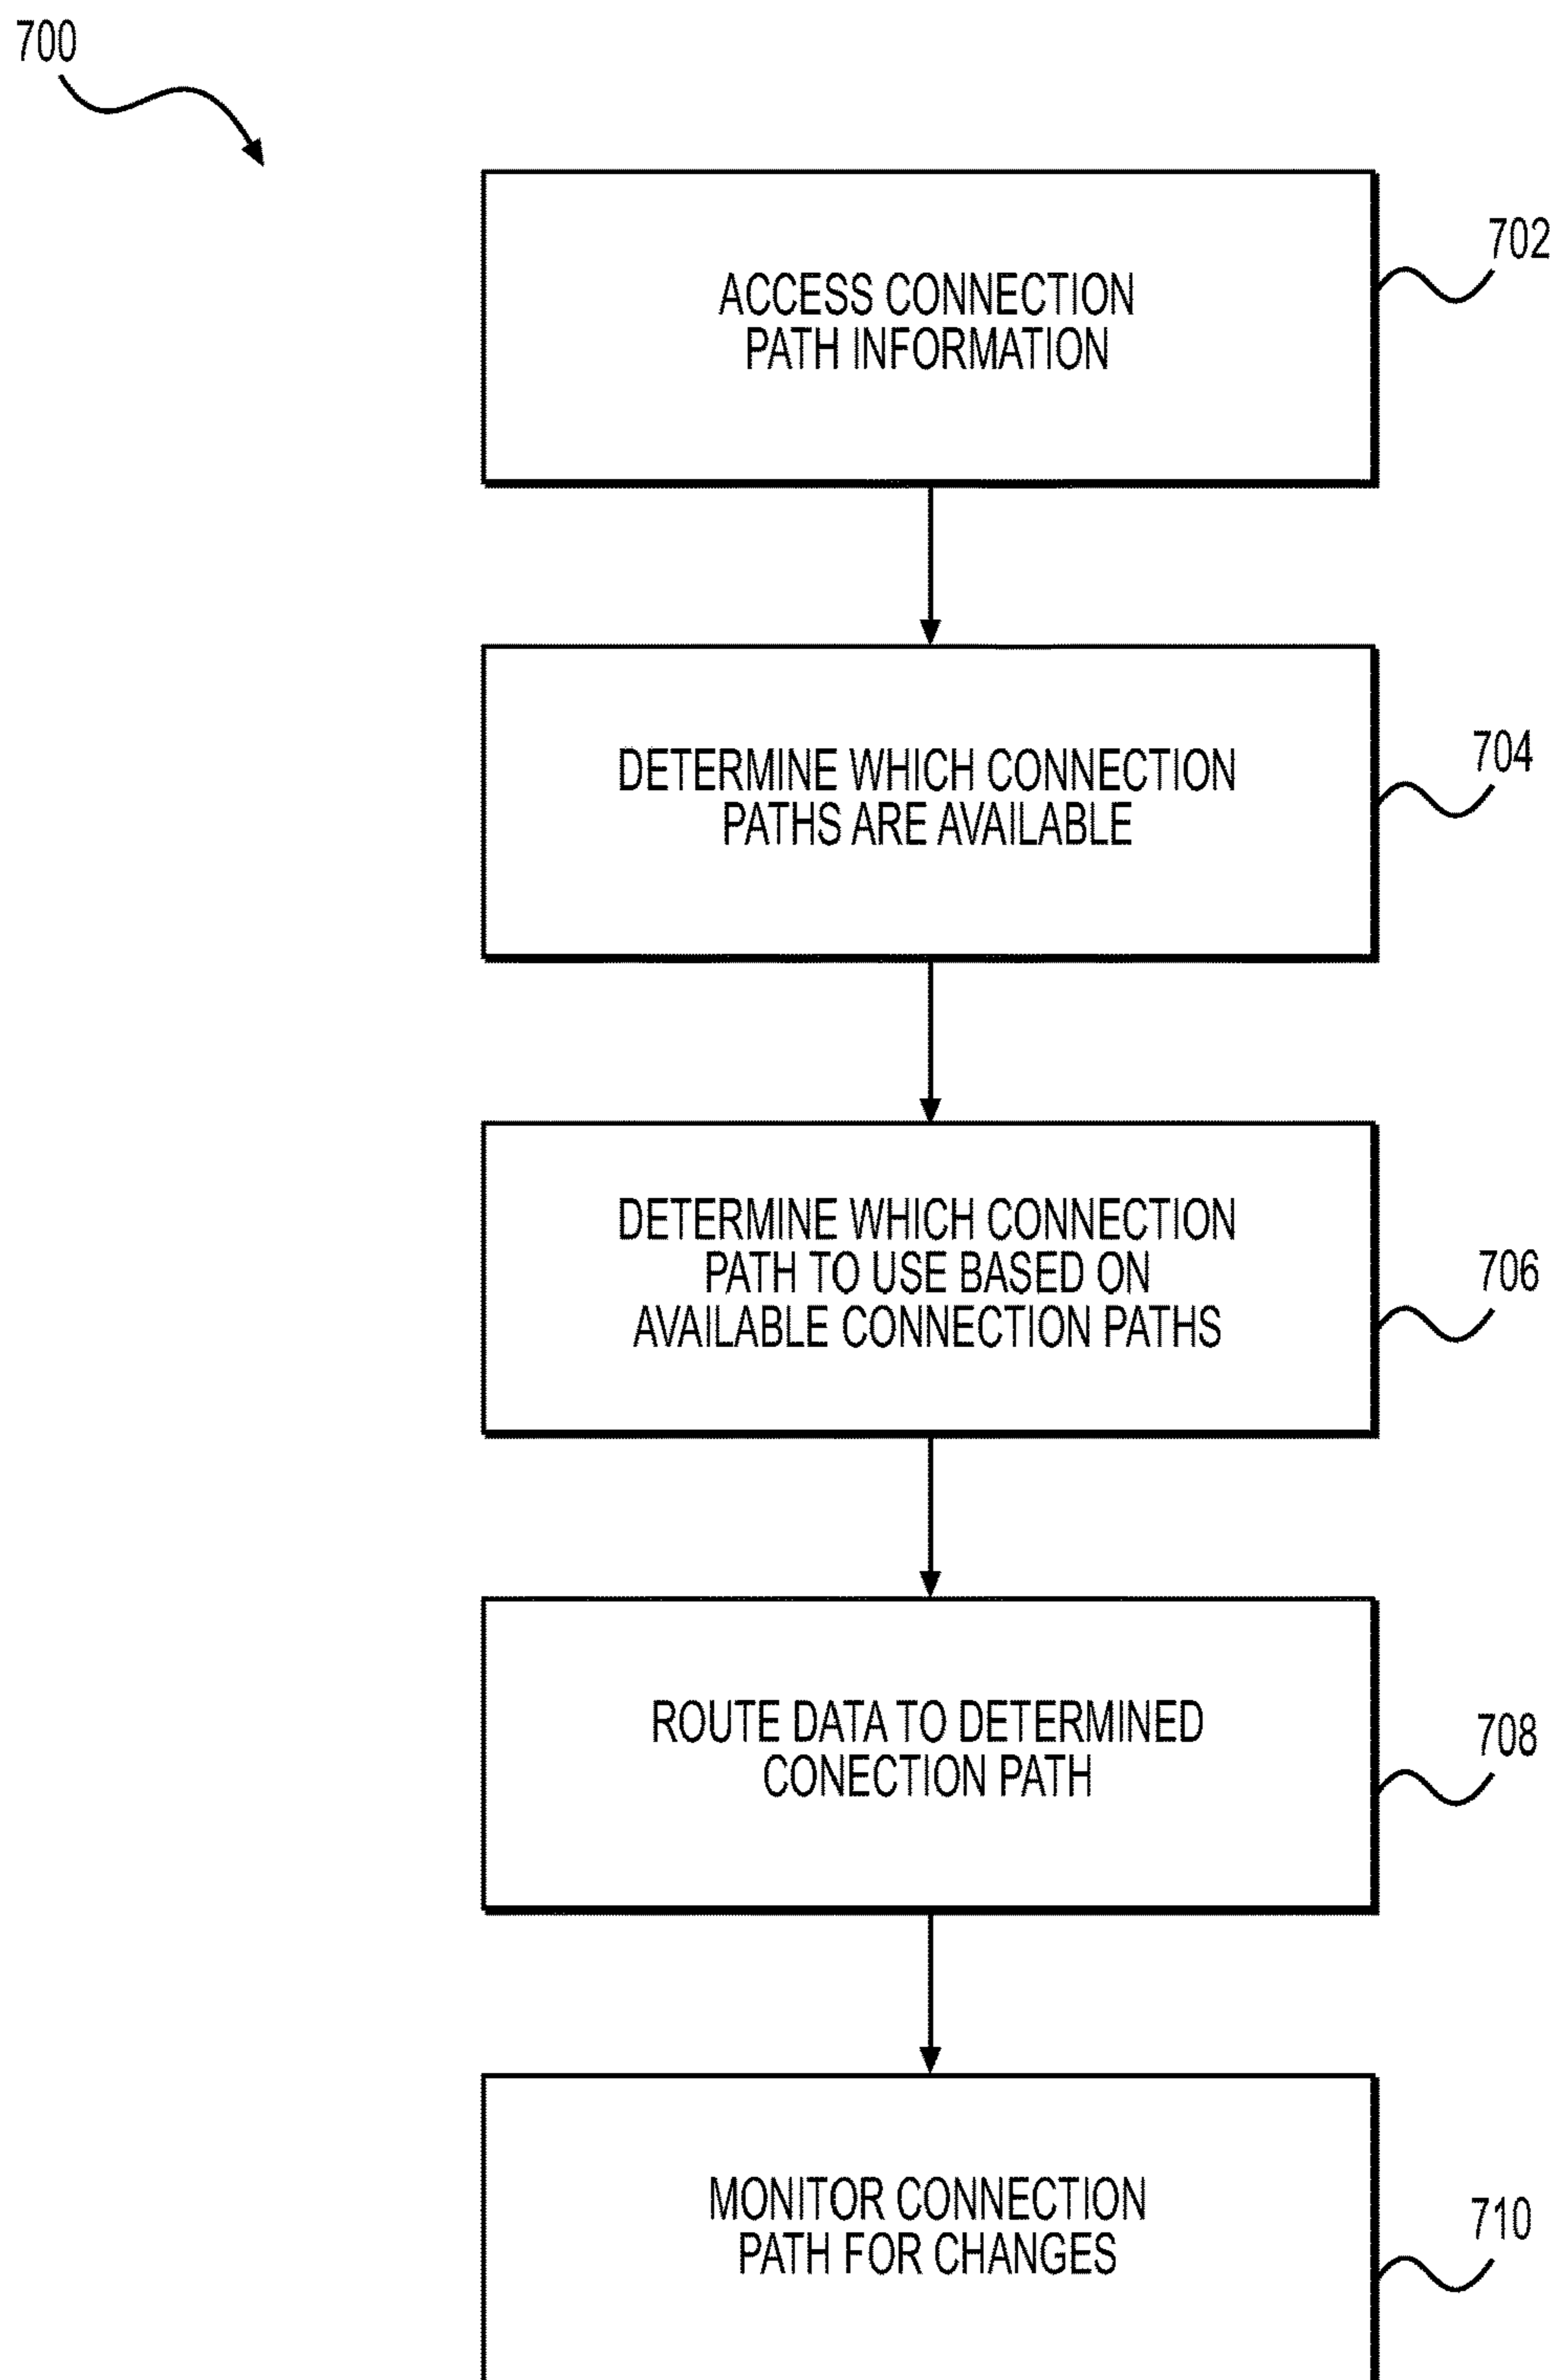 700
702
ACCESS CONNECTION
PATH INFORMATION
704
DETERMINE WHICH CONNECTION
PATHS ARE AVAILABLE
706
DETERMINE WHICH CONNECTION
PATH TO USE BASED ON
AVAILABLE CONNECTION PATHS
708
ROUTE DATA TO DETERMINED
CONECTION PATH
710
MONITOR CONNECTION
PATH FOR CHANGES